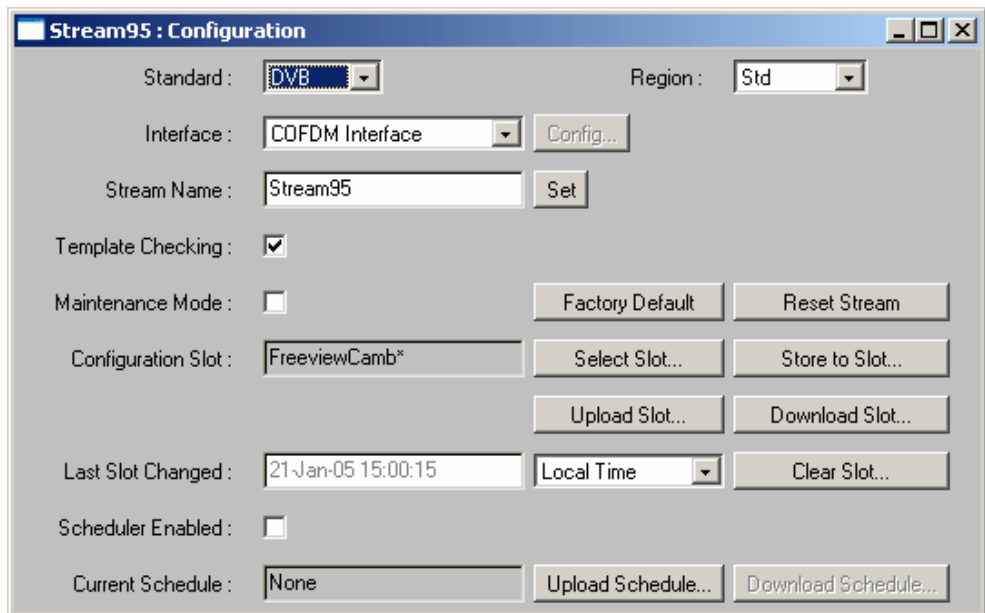 Stream95 : Configuration
Standard : DVB Region : Std
Interface : COFDM Interface Config...
Stream Name : Stream95 Set
Template Checking :
Maintenance Mode : Factory Default Reset Stream
Configuration Slot : FreeviewCamb* Select Slot... Store to Slot...
Upload Slot... Download Slot...
Last Slot Changed : 21-Jan-05 15:00:15 Local Time Clear Slot...
Scheduler Enabled :
Current Schedule : None Upload Schedule... Download Schedule...